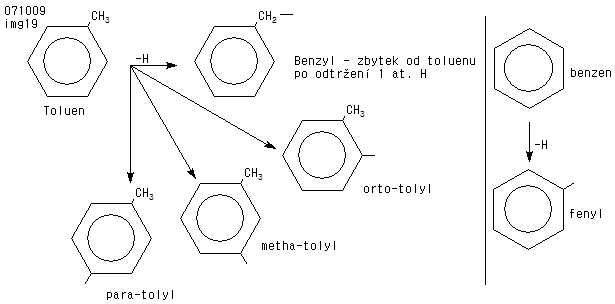 071009
img19
CH3
Toluen
-H
CH2
Benzyl - zbytek od toluenu
po odtržení 1 at. H
CH3
orto-tolyl
CH3
metha-tolyl
CH3
para-tolyl
benzen
-H
fenyl